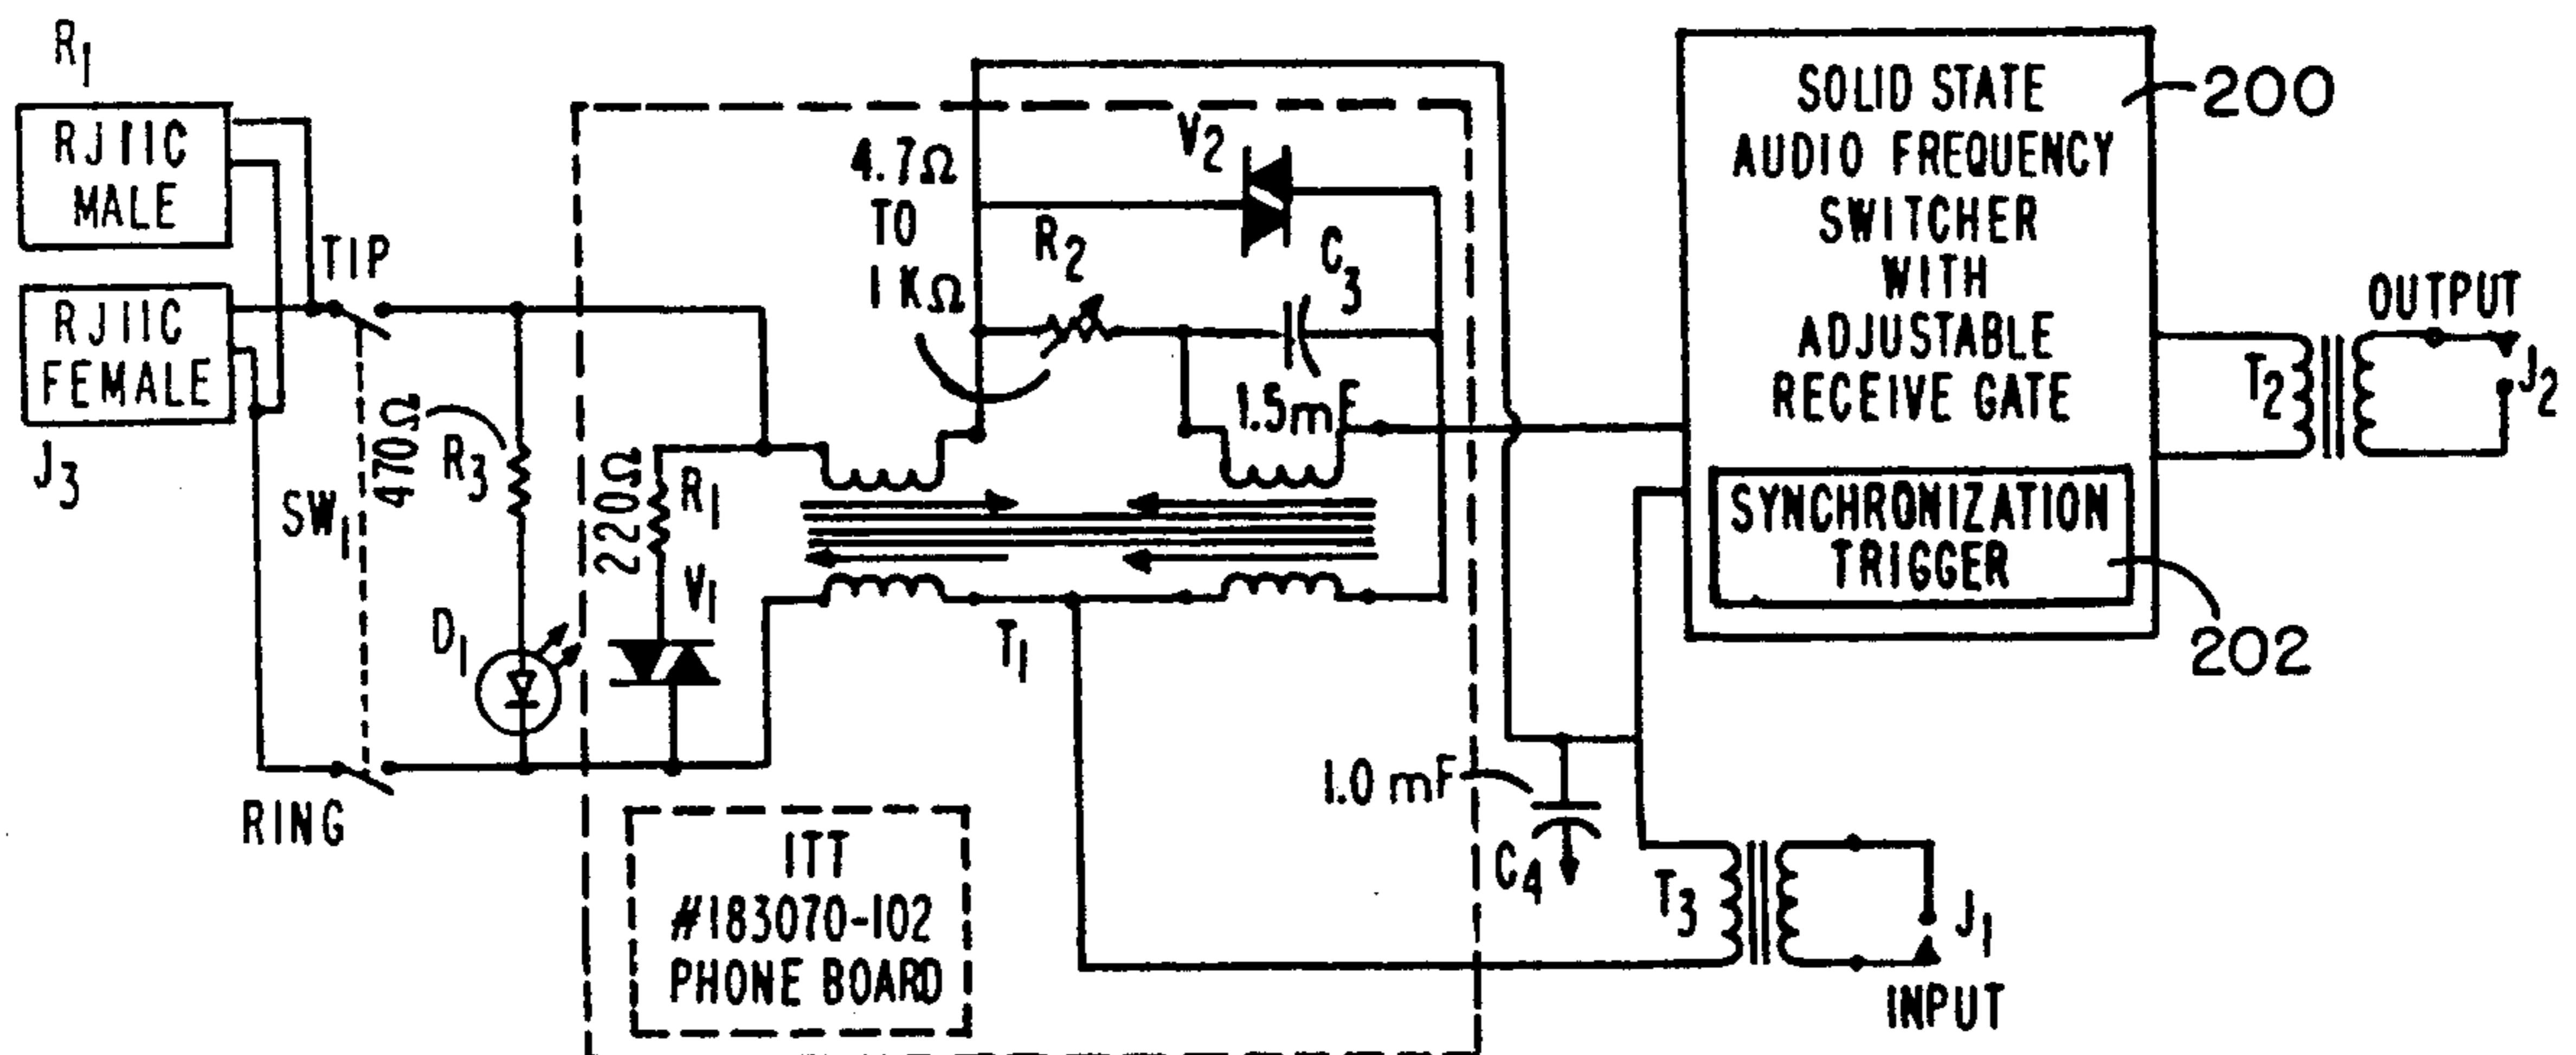 R1
RJ11C
MALE
RJ11C
FEMALE
J3
TIP
SW1
RING
470Ω
R3
D1
220Ω
R1
V1
4.7Ω
TO
1 KΩ
R2
V2
C3
1.5mF
T1
ITT
#183070-102
PHONE BOARD
1.0 mF
C4
SOLID STATE
AUDIO FREQUENCY
SWITCHER
WITH
ADJUSTABLE
RECEIVE GATE
200
SYNCHRONIZATION
TRIGGER
202
T2
OUTPUT
J2
T3
J1
INPUT